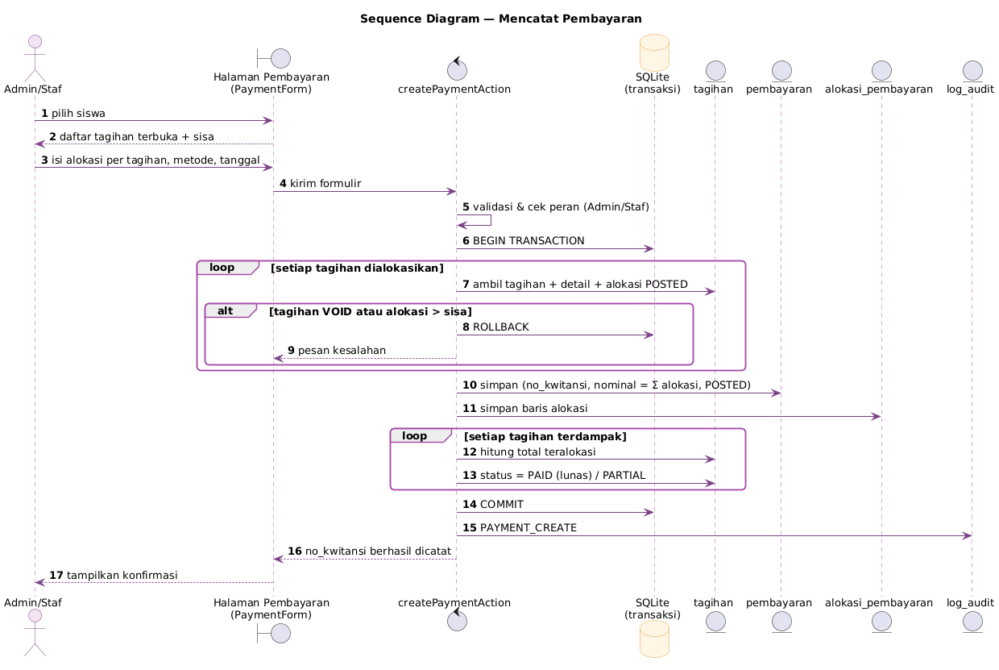 Sequence Diagram — Mencatat Pembayaran
Admin/Staf
Halaman Pembayaran
(PaymentForm)
createPaymentAction
SQLite
(transaksi)
tagihan
pembayaran
alokasi_pembayaran
log_audit
1 pilih siswa
2 daftar tagihan terbuka + sisa
3 isi alokasi per tagihan, metode, tanggal
4 kirim formulir
5 validasi & cek peran (Admin/Staf)
6 BEGIN TRANSACTION
loop [setiap tagihan dialokasikan]
7 ambil tagihan + detail + alokasi POSTED
alt [tagihan VOID atau alokasi > sisa]
8 ROLLBACK
9 pesan kesalahan
10 simpan (no_kwitansi, nominal = Σ alokasi, POSTED)
11 simpan baris alokasi
loop [setiap tagihan terdampak]
12 hitung total teralokasi
13 status = PAID (lunas) / PARTIAL
14 COMMIT
15 PAYMENT_CREATE
16 no_kwitansi berhasil dicatat
17 tampilkan konfirmasi
Admin/Staf
Halaman Pembayaran
(PaymentForm)
createPaymentAction
SQLite
(transaksi)
tagihan
pembayaran
alokasi_pembayaran
log_audit